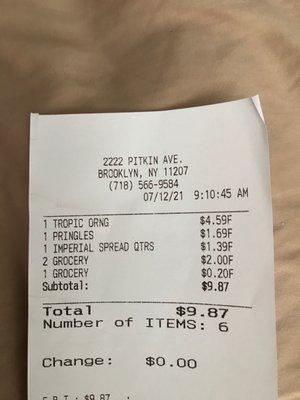 2222 PITKIN AVE.
BROOKLYN, NY 11207
(718) 566-9584
07/12/21 9:10:45 AM
1 TROPIC ORNG $4.59F
1 PRINGLES $1.69F
1 IMPERIAL SPREAD QTRS $1.39F
2 GROCERY $2.00F
1 GROCERY $0.20F
Subtotal: $9.87
Total $9.87
Number of ITEMS: 6
Change: $0.00